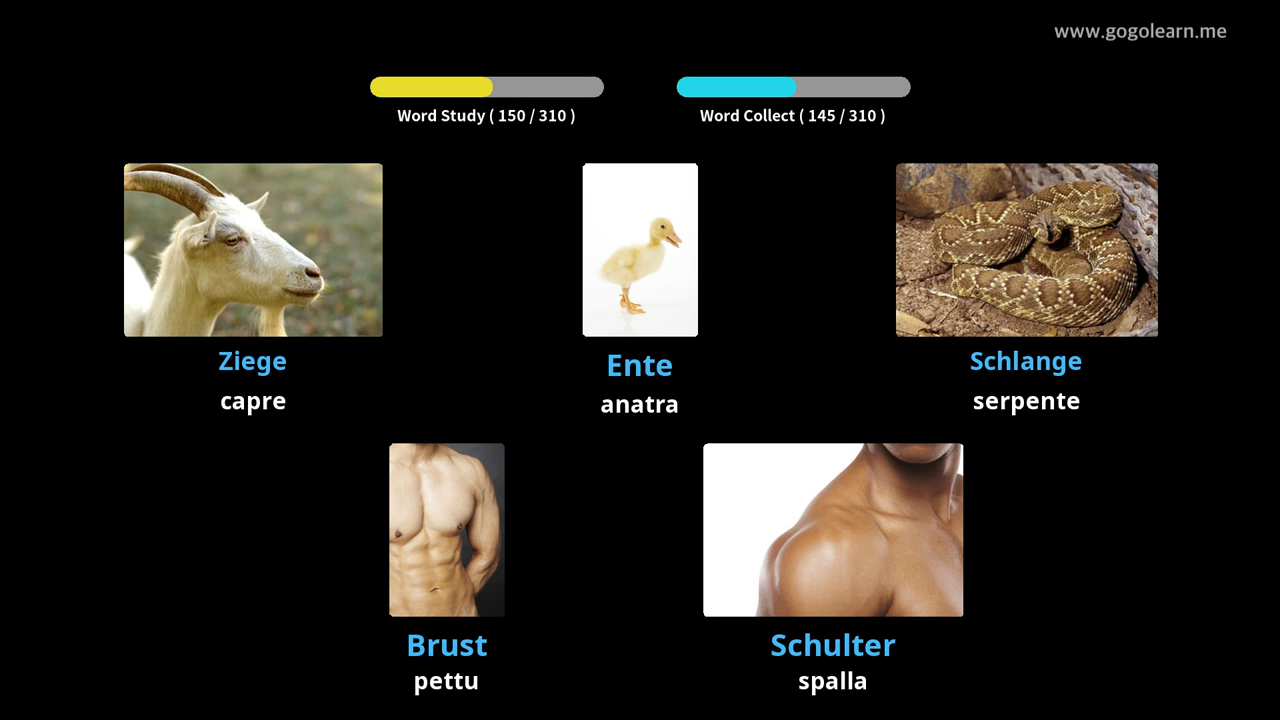 www.gogolearn.me
Word Study ( 150 / 310 )
Word Collect ( 145 / 310 )
Ziege
capre
Ente
anatra
Schlange
serpente
Brust
pettu
Schulter
spalla